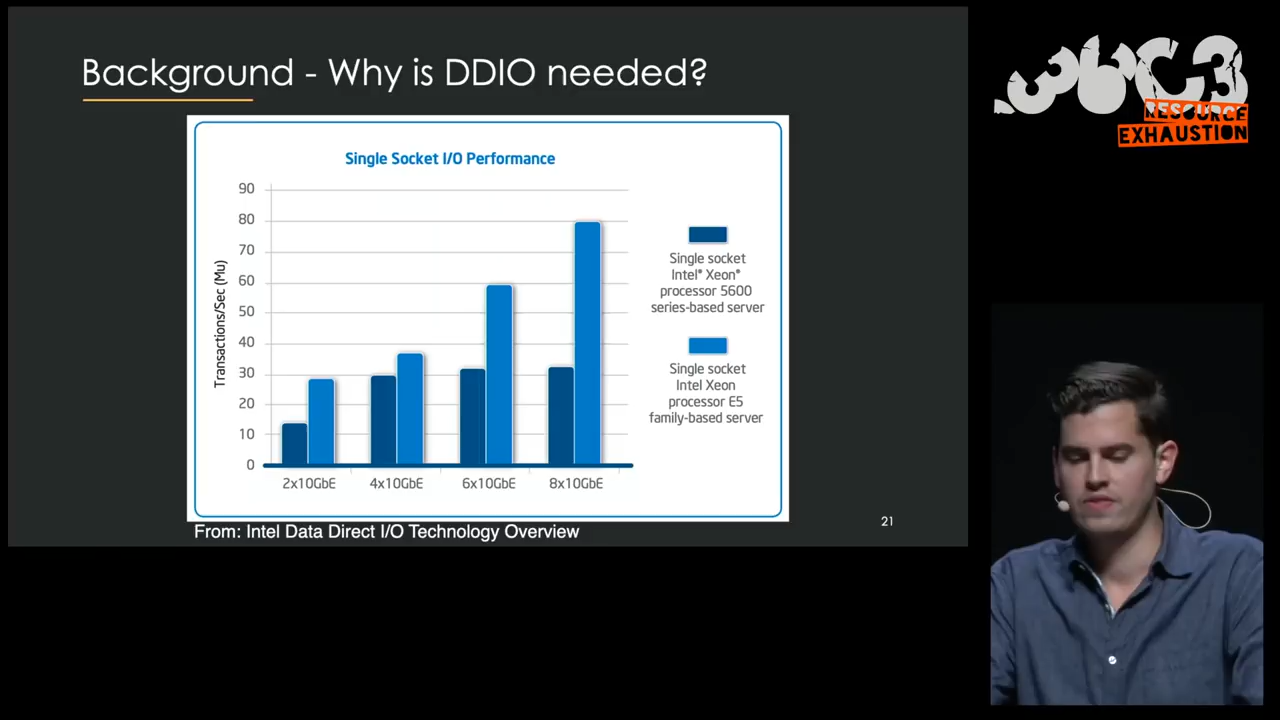 Background - Why is DDIO needed?
36C3
RESOURCE
EXHAUSTION
Single Socket I/O Performance
90
80
70
60
50
40
30
20
10
0
Transactions/Sec (Mu)
2x10GbE 4x10GbE 6x10GbE 8x10GbE
Single socket
Intel® Xeon®
processor 5600
series-based server
Single socket
Intel Xeon
processor E5
family-based server
From: Intel Data Direct I/O Technology Overview
21